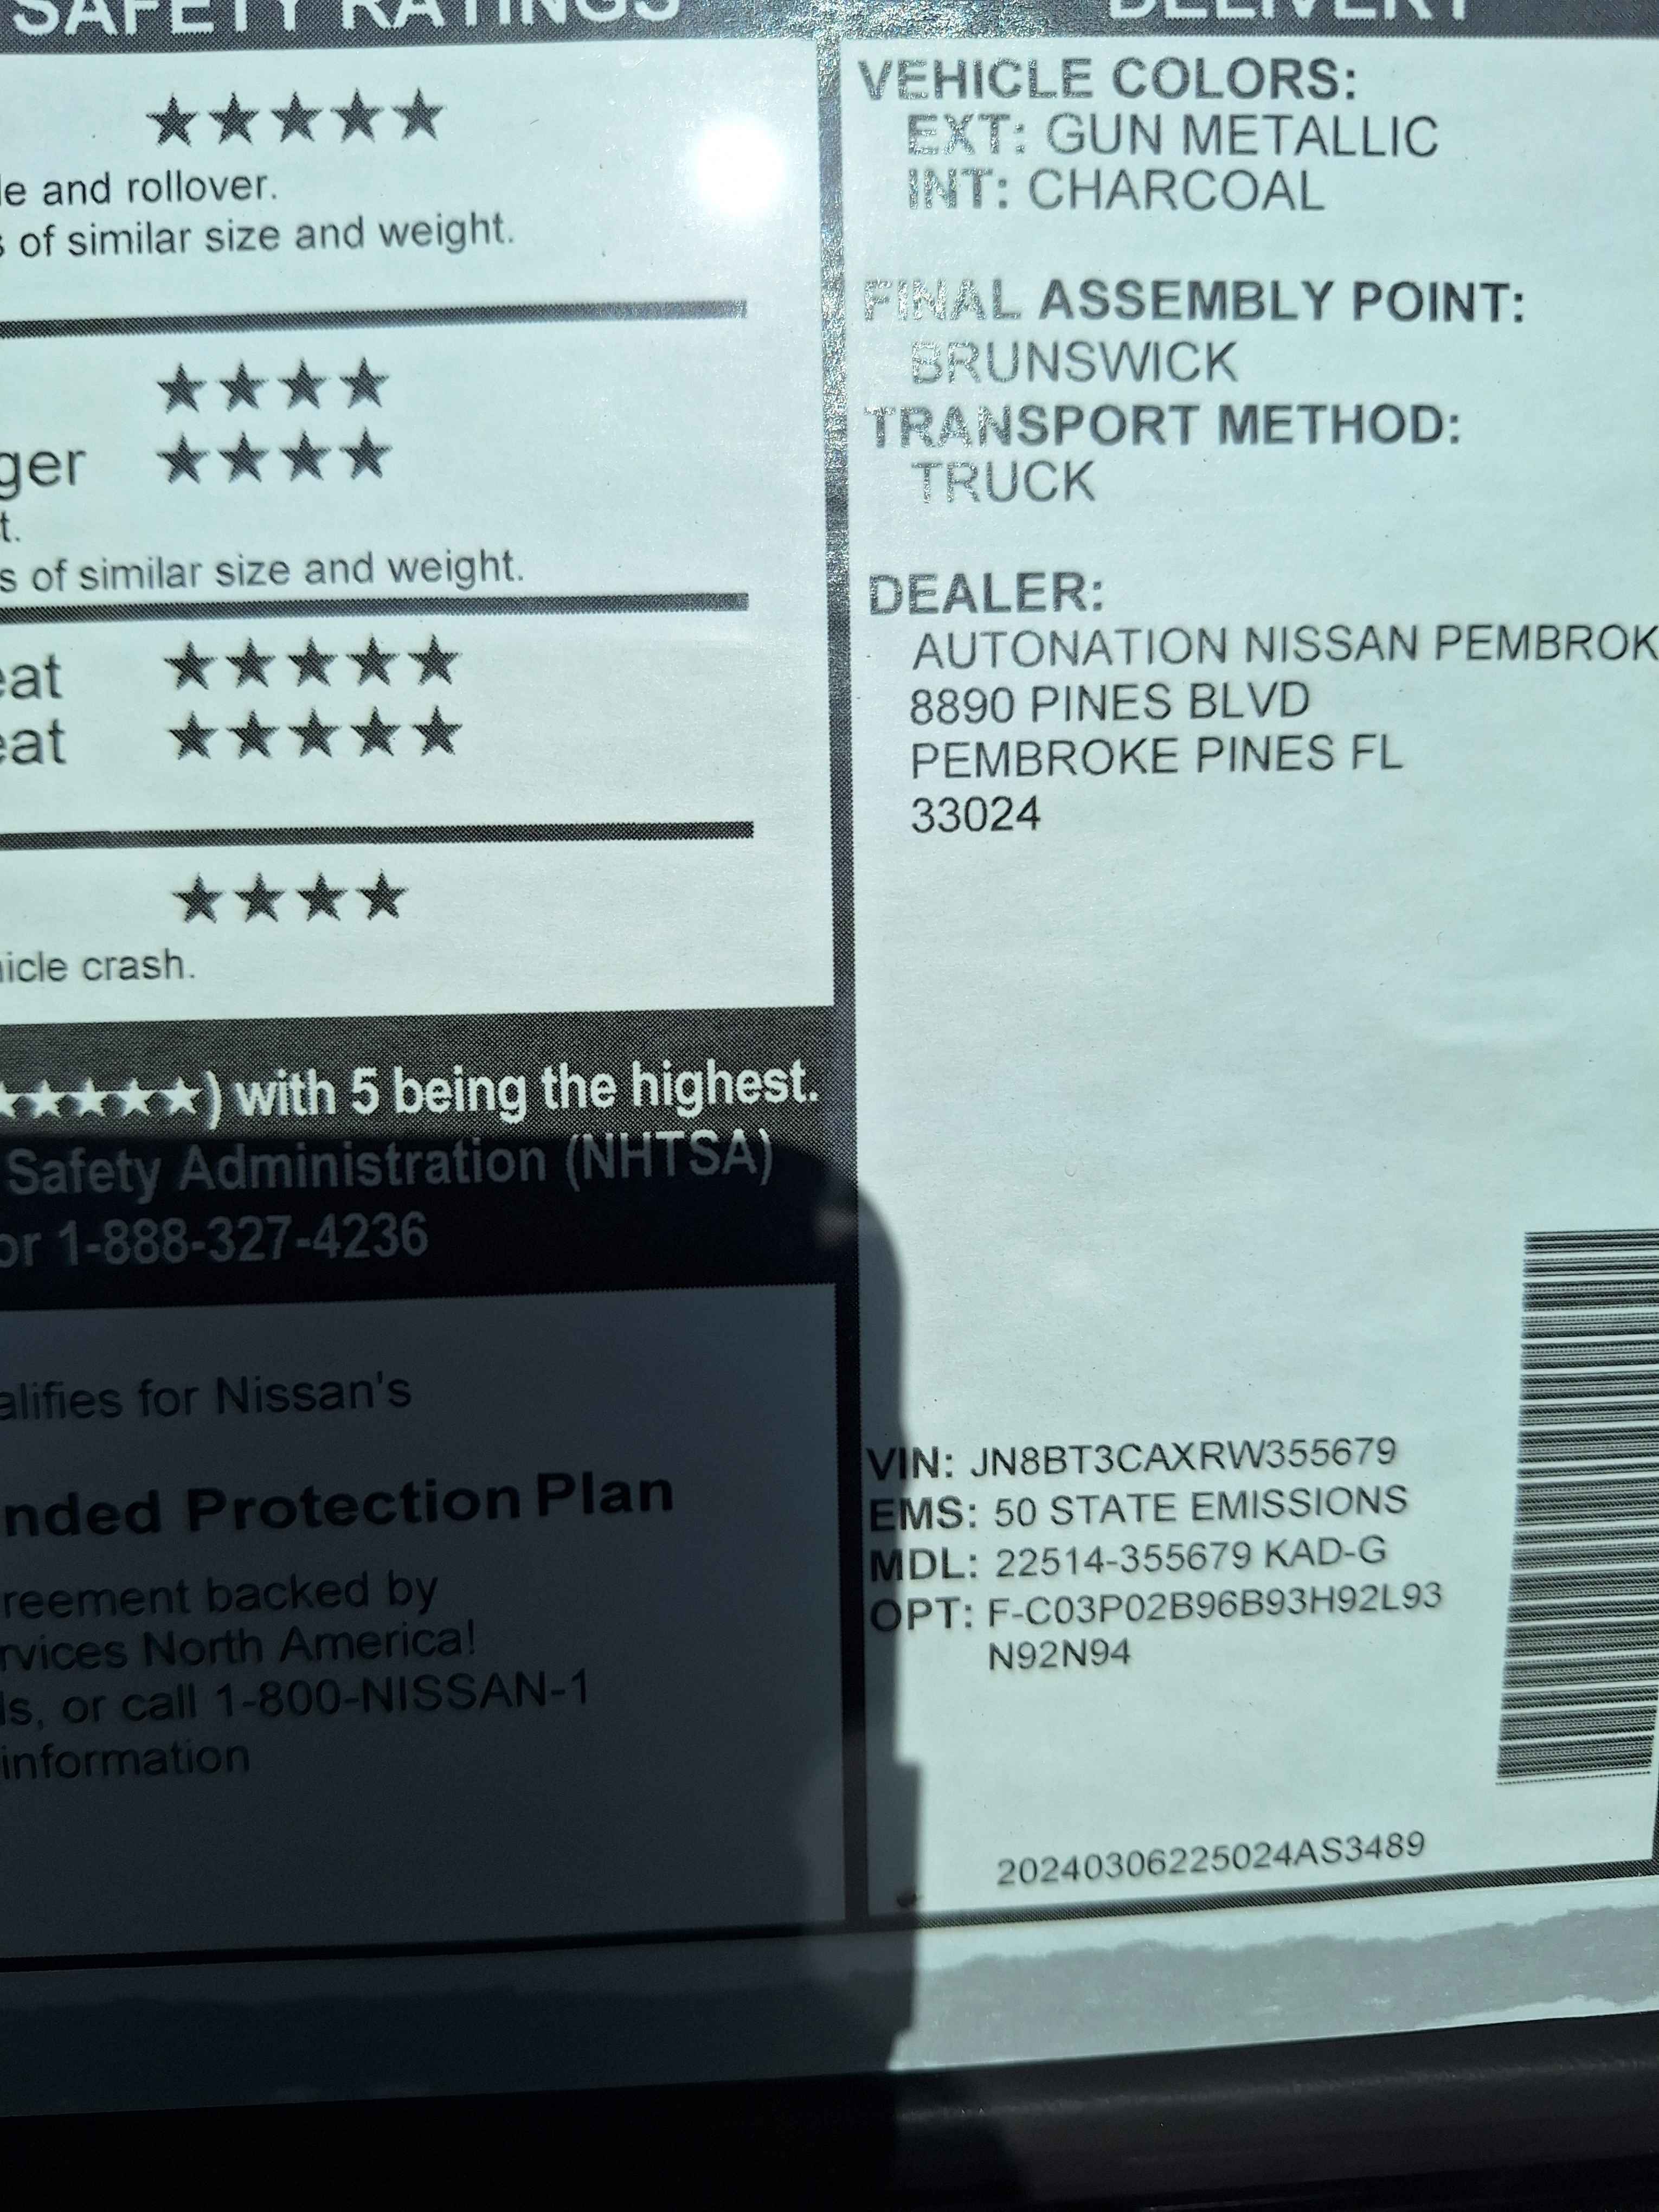 SAFETY RATINGS
★★★★★
le and rollover.
s of similar size and weight.
★★★★
ger ★★★★
t.
s of similar size and weight.
eat ★★★★★
eat ★★★★★
★★★★
icle crash.
★★★★★) with 5 being the highest.
Safety Administration (NHTSA)
or 1-888-327-4236
alifies for Nissan's
nded Protection Plan
reement backed by
rvices North America!
ls, or call 1-800-NISSAN-1
information
DELIVERY
VEHICLE COLORS:
EXT: GUN METALLIC
INT: CHARCOAL
FINAL ASSEMBLY POINT:
BRUNSWICK
TRANSPORT METHOD:
TRUCK
DEALER:
AUTONATION NISSAN PEMBROK
8890 PINES BLVD
PEMBROKE PINES FL
33024
VIN: JN8BT3CAXRW355679
EMS: 50 STATE EMISSIONS
MDL: 22514-355679 KAD-G
OPT: F-C03P02B96B93H92L93
N92N94
20240306225024AS3489